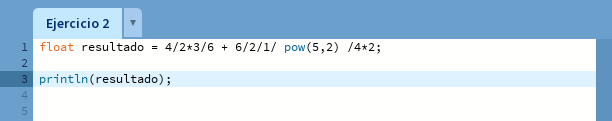 Ejercicio 2 ▼
1 float resultado = 4/2*3/6 + 6/2/1/ pow(5,2) /4*2;
2
3 println(resultado);
4
5